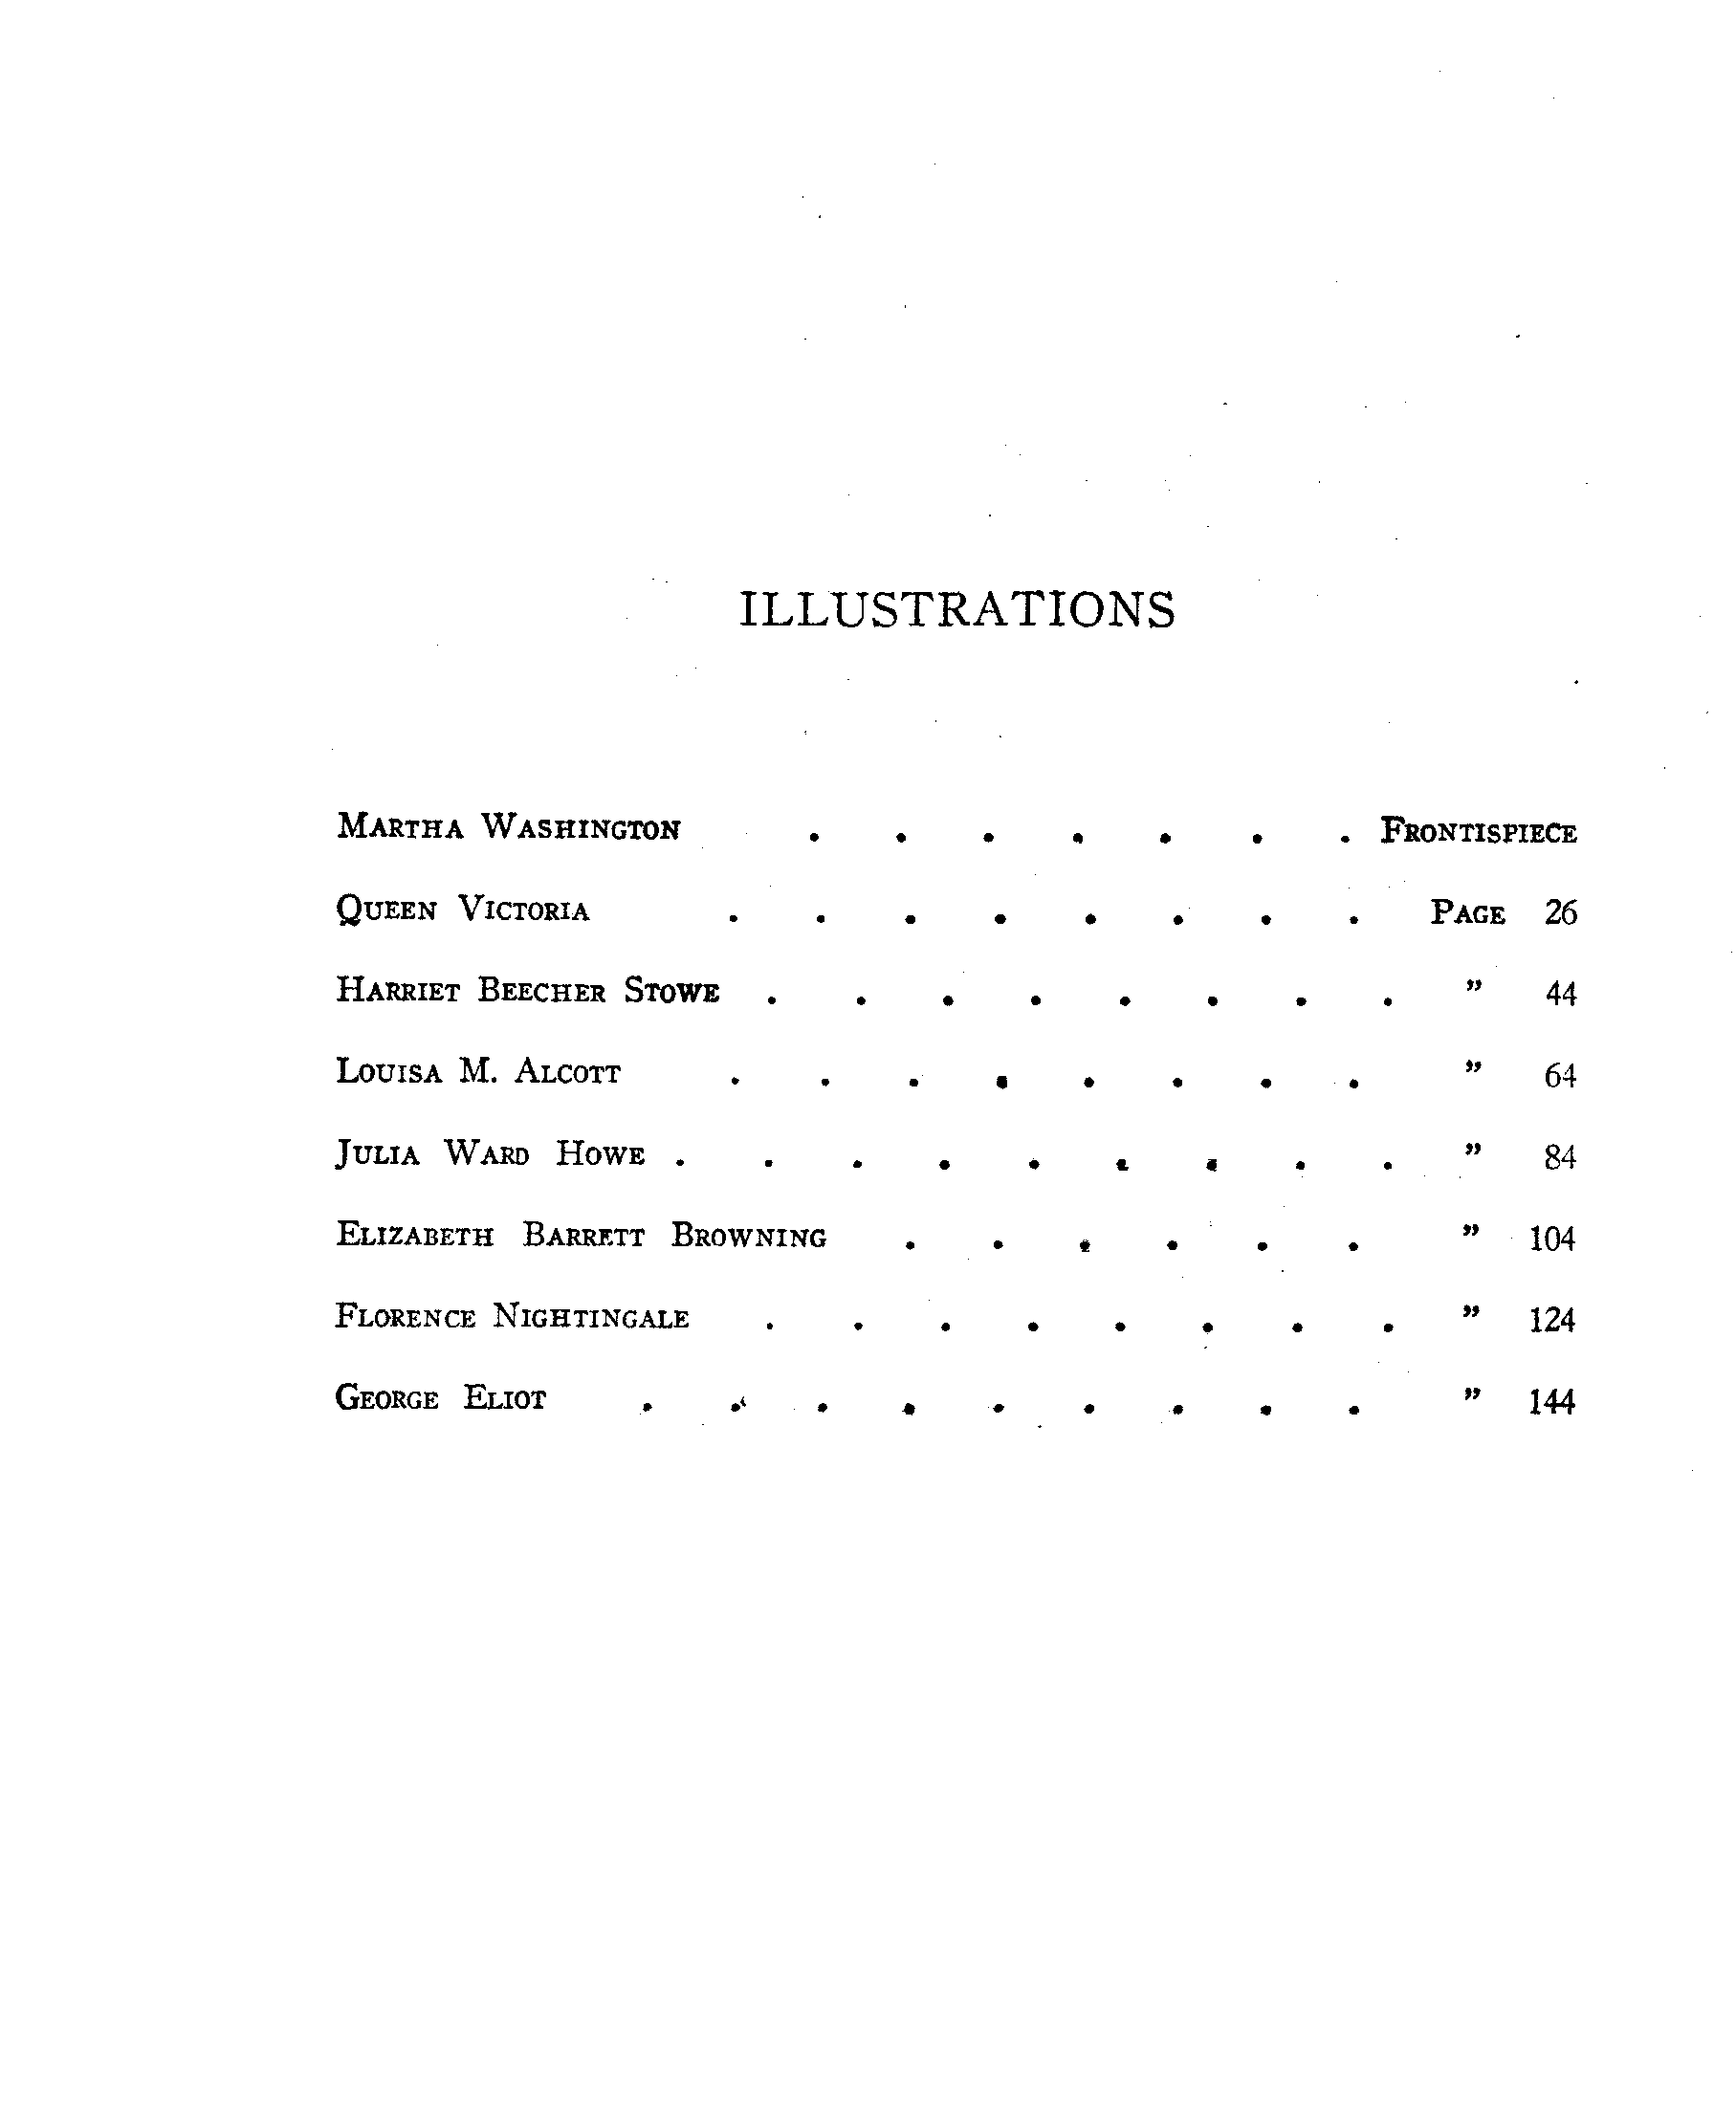 ILLUSTRATIONS
Martha Washington . . . . . . . Frontispiece
Queen Victoria . . . . . . . . Page 26
Harriet Beecher Stowe . . . . . . . . ” 44
Louisa M. Alcott . . . . . . . . ” 64
Julia Ward Howe . . . . . . . . . ” 84
Elizabeth Barrett Browning . . . . . . ” 104
Florence Nightingale . . . . . . . . ” 124
George Eliot . . . . . . . . . ” 144